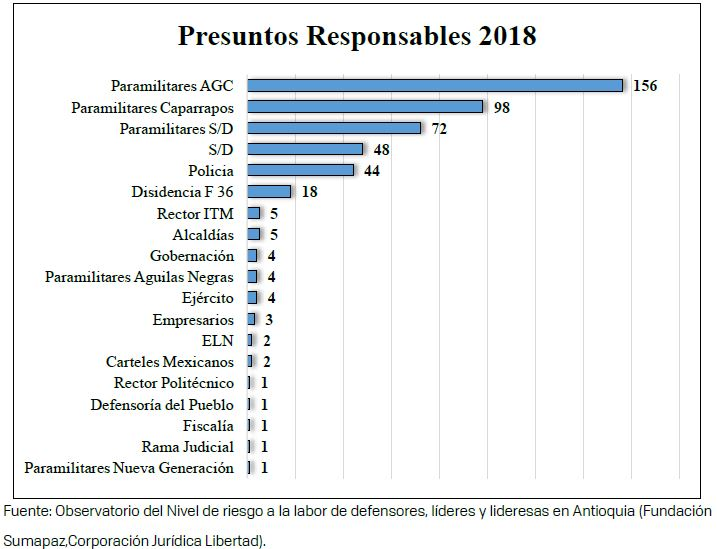 Presuntos Responsables 2018
Paramilitares AGC 156
Paramilitares Caparrapos 98
Paramilitares S/D 72
S/D 48
Policia 44
Disidencia F 36 18
Rector ITM 5
Alcaldías 5
Gobernación 4
Paramilitares Aguilas Negras 4
Ejército 4
Empresarios 3
ELN 2
Carteles Mexicanos 2
Rector Politécnico 1
Defensoría del Pueblo 1
Fiscalía 1
Rama Judicial 1
Paramilitares Nueva Generación 1
Fuente: Observatorio del Nivel de riesgo a la labor de defensores, líderes y lideresas en Antioquia (Fundación
Sumapaz,Corporación Jurídica Libertad).